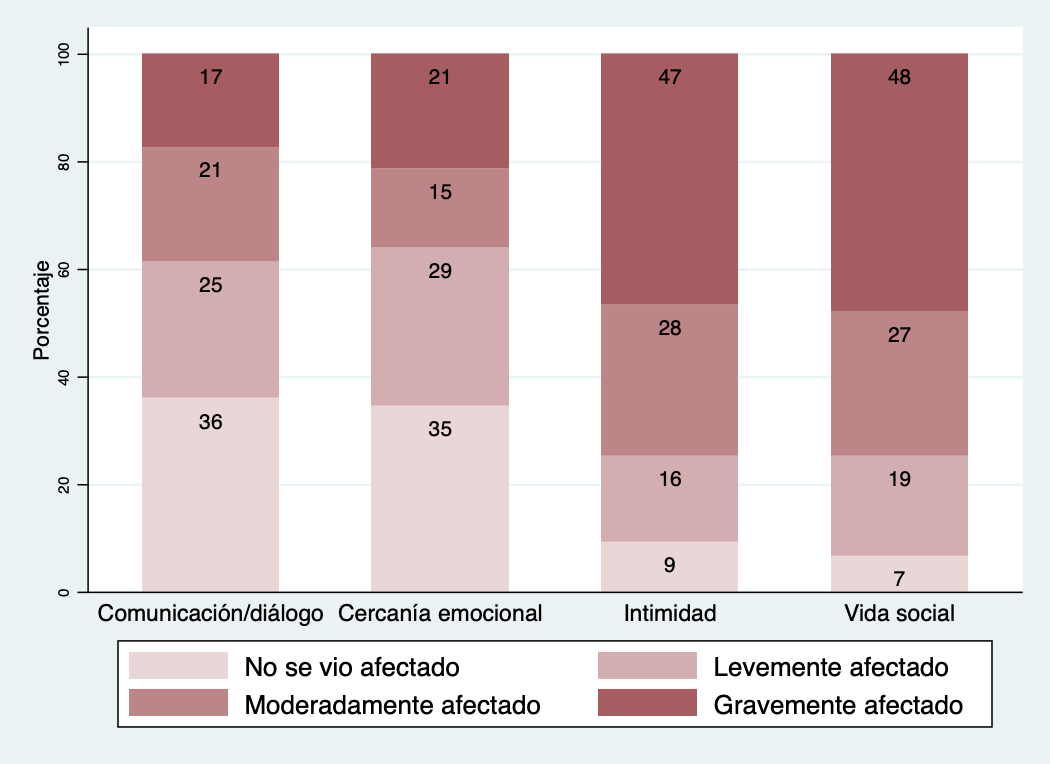 Porcentaje
100
80
60
40
20
0
17 21 47 48
21 15 28 27
25 29 16 19
36 35 9 7
Comunicación/diálogo Cercanía emocional Intimidad Vida social
No se vio afectado Levemente afectado
Moderadamente afectado Gravemente afectado